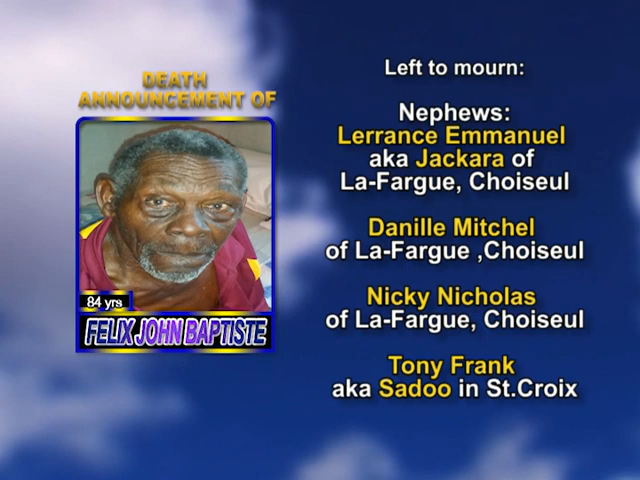 DEATH
ANNOUNCEMENT OF
84 yrs
FELIX JOHN BAPTISTE
Left to mourn:
Nephews:
Lerrance Emmanuel
aka Jackara of
La-Fargue, Choiseul
Danille Mitchel
of La-Fargue ,Choiseul
Nicky Nicholas
of La-Fargue, Choiseul
Tony Frank
aka Sadoo in St.Croix